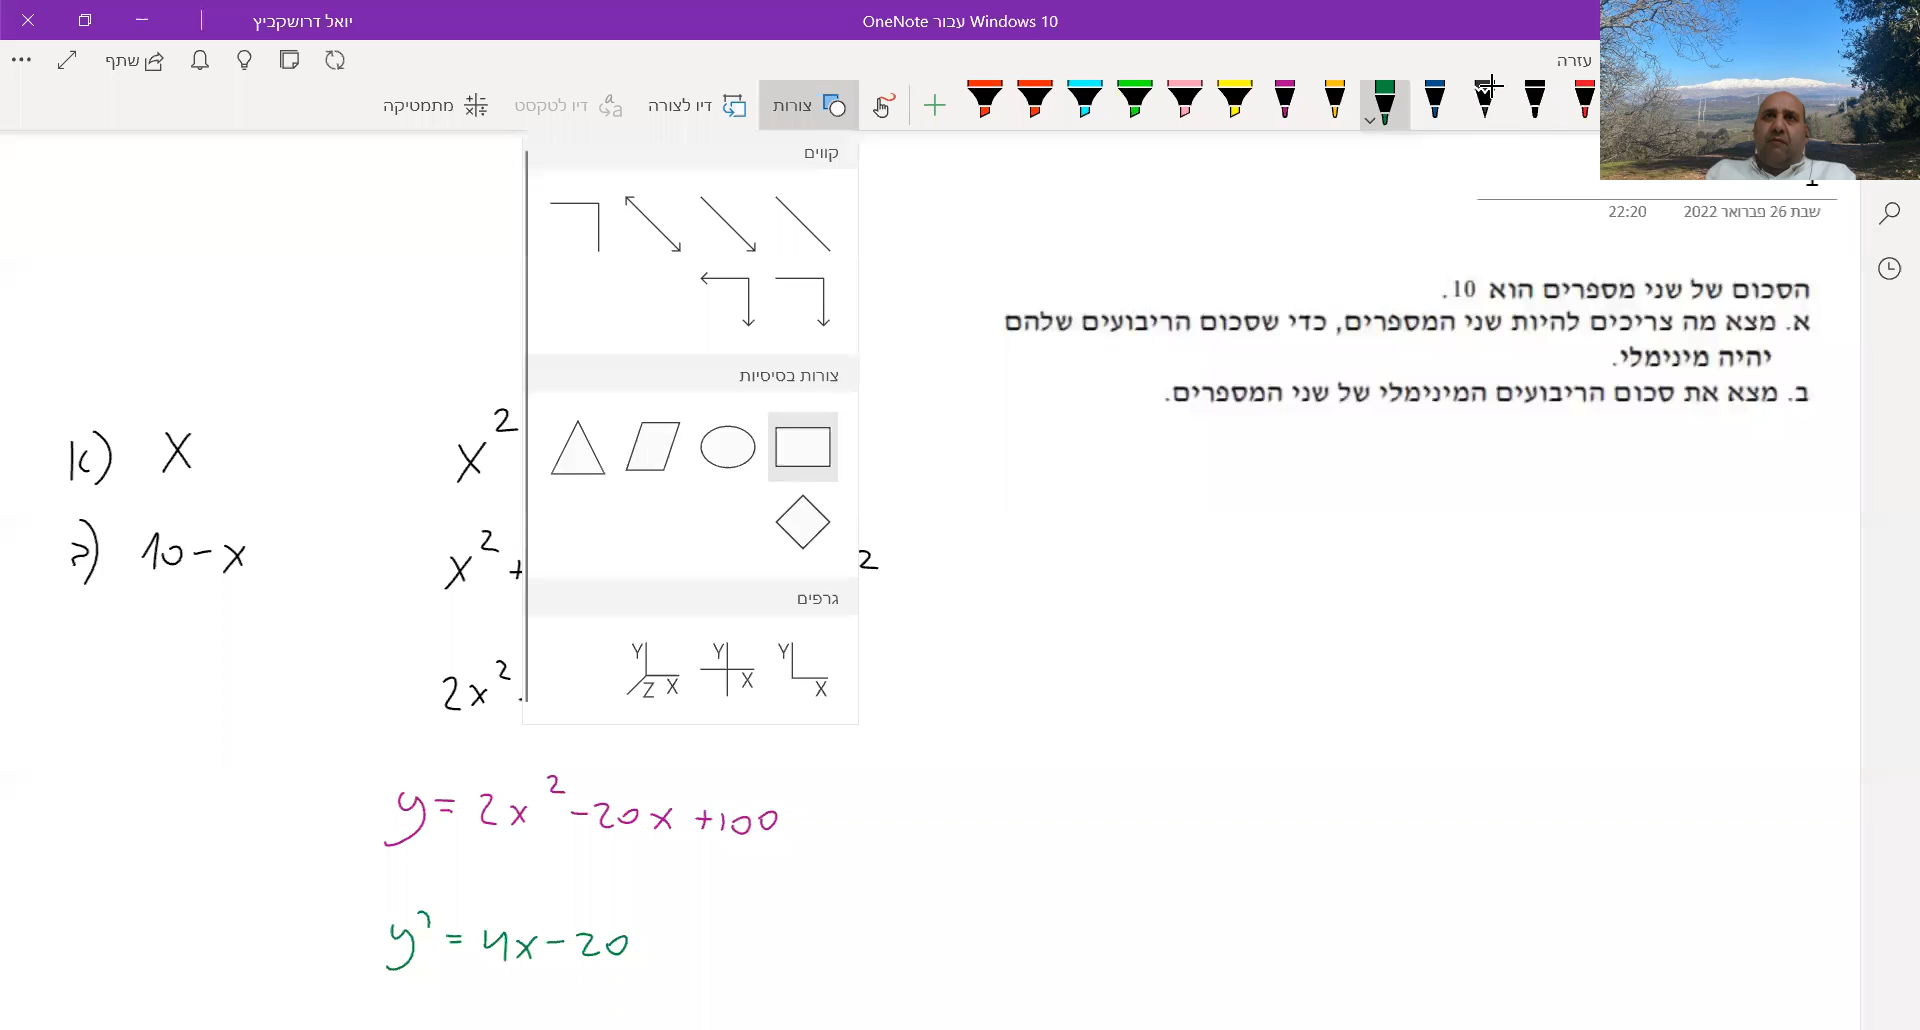 יואל דרושקביץ
OneNote עבור Windows 10
שתף
עזרה
מתמטיקה
דיו לטקסט
דיו לצורה
צורות
קווים
צורות בסיסיות
גרפים
Y X
Y X
Y Z X
1
שבת 26 פברואר 2022 22:20
הסכום של שני מספרים הוא 10.
א. מצא מה צריכים להיות שני המספרים, כדי שסכום הריבועים שלהם
יהיה מינימלי.
ב. מצא את סכום הריבועים המינימלי של שני המספרים.
א) x
x²
ב) 10-x
x² +
2
2x²
y = 2x² -20x +100
y' = 4x-20